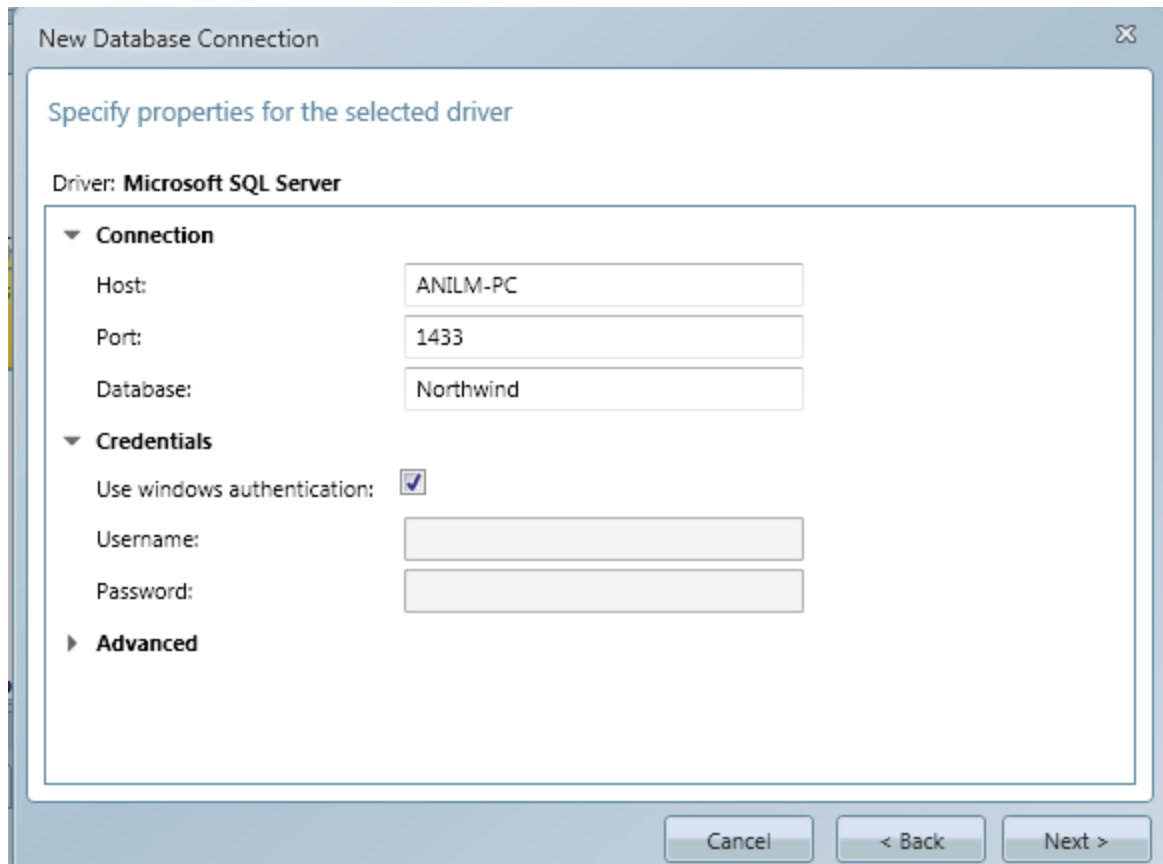 New Database Connection
Specify properties for the selected driver
Driver: Microsoft SQL Server
Connection
Host: ANILM-PC
Port: 1433
Database: Northwind
Credentials
Use windows authentication:
Username:
Password:
Advanced
Cancel < Back Next >